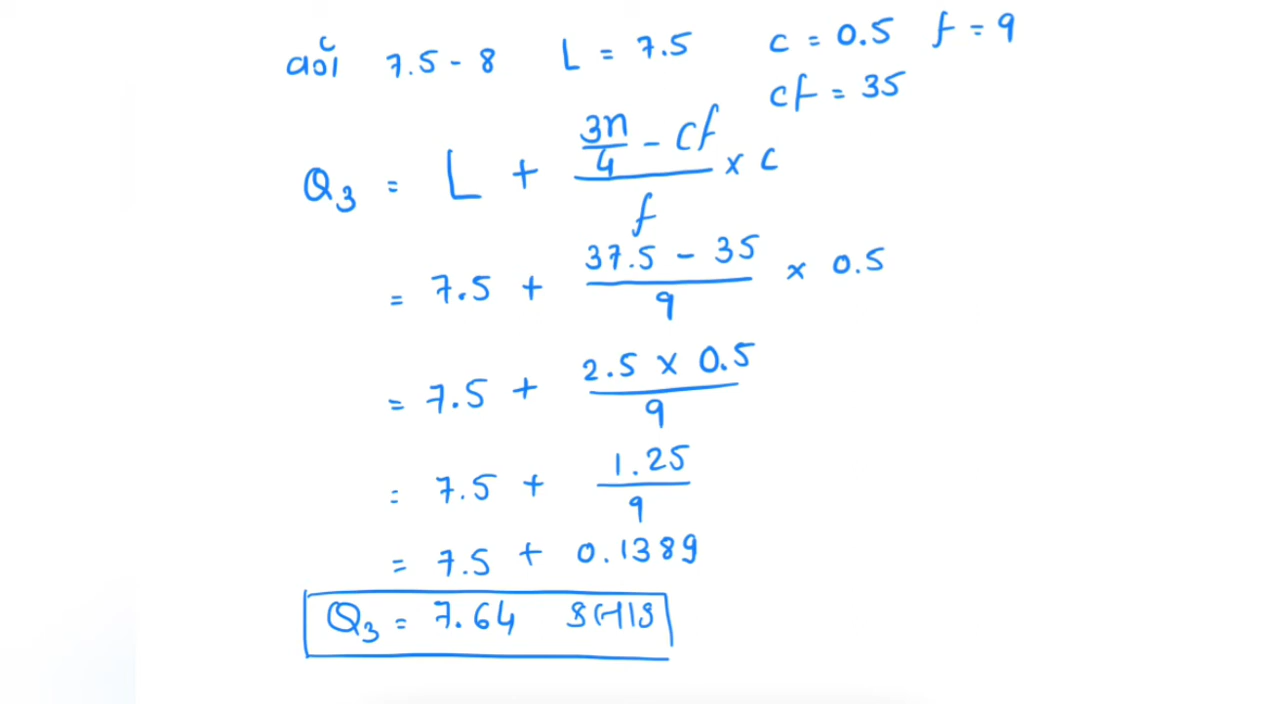 વર્ગ 7.5 - 8 L = 7.5 c = 0.5 f = 9
cf = 35
Q₃ = L + (3n/4 - cf)/f × c
= 7.5 + (37.5 - 35)/9 × 0.5
= 7.5 + (2.5 × 0.5)/9
= 7.5 + 1.25/9
= 7.5 + 0.1389
Q₃ = 7.64 કલાક